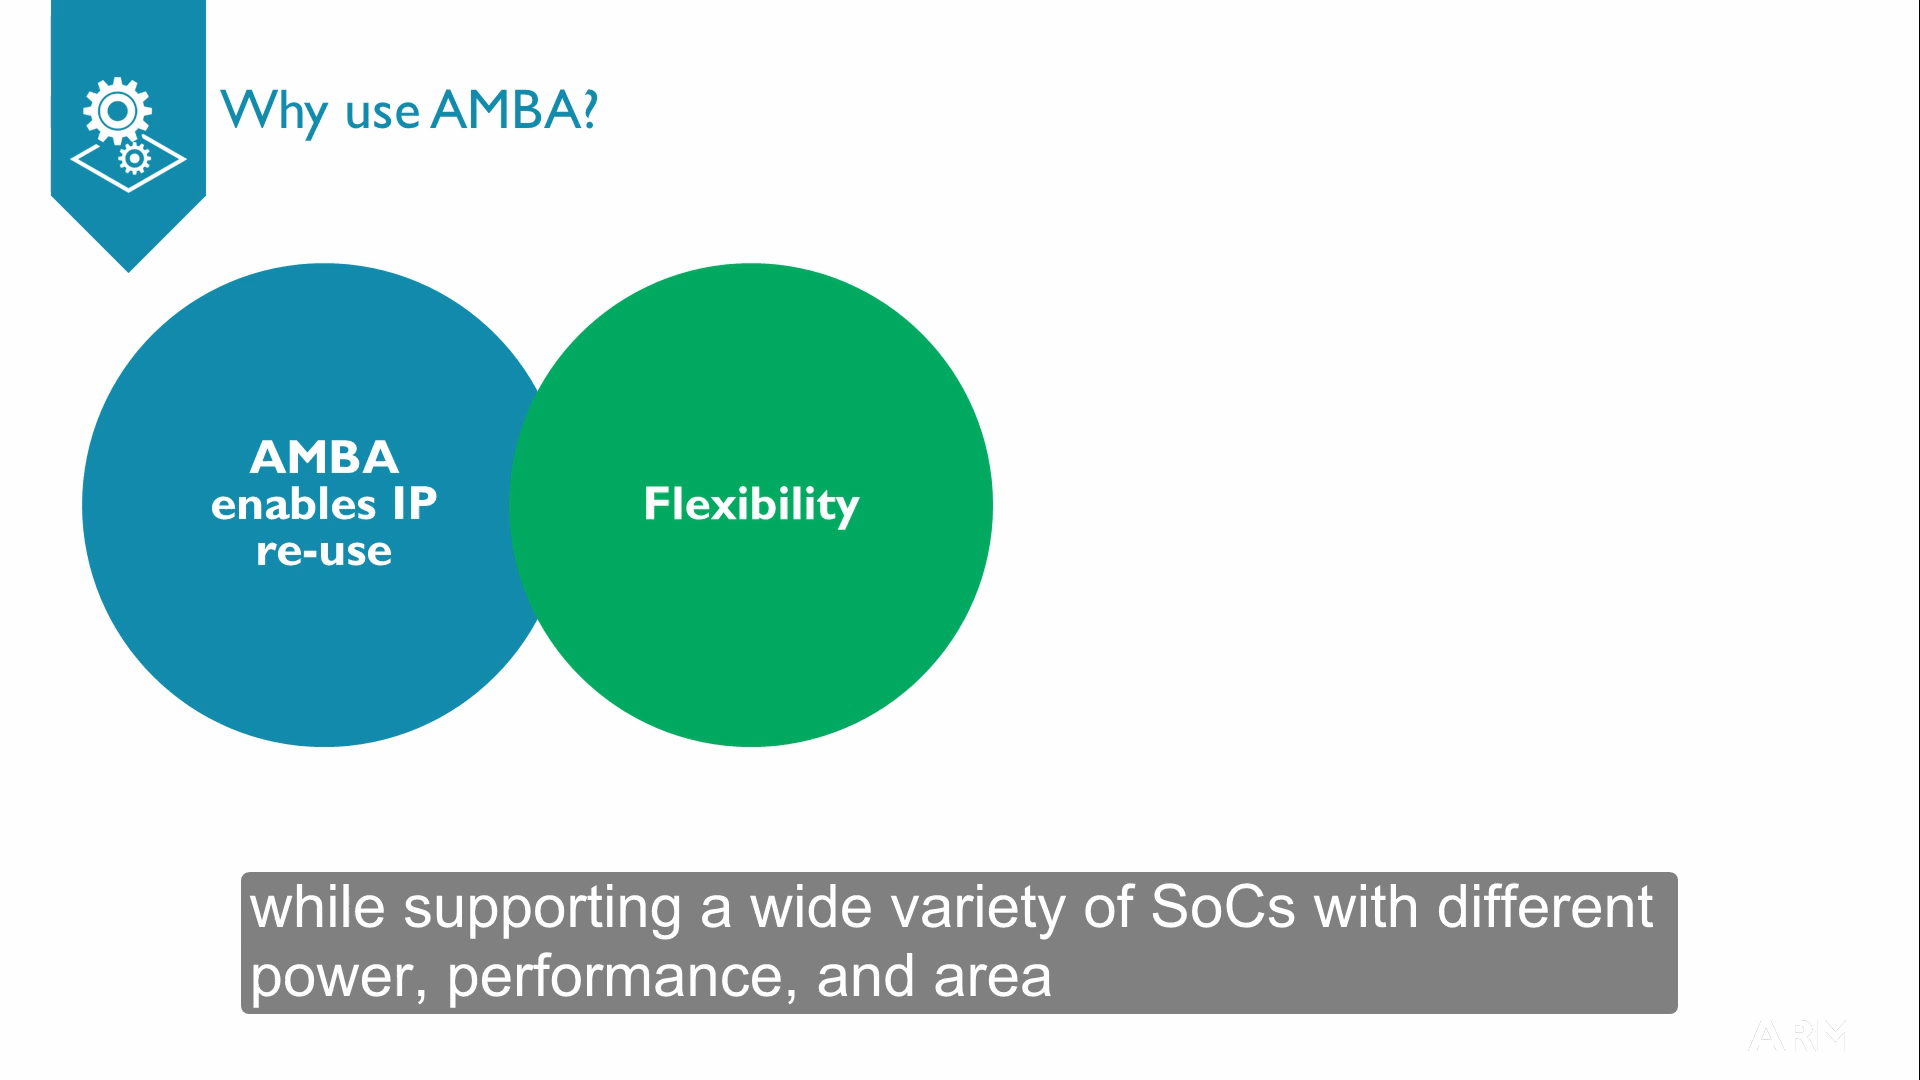 Why use AMBA?
AMBA
enables IP
re-use
Flexibility
while supporting a wide variety of SoCs with different
power, performance, and area
ARM